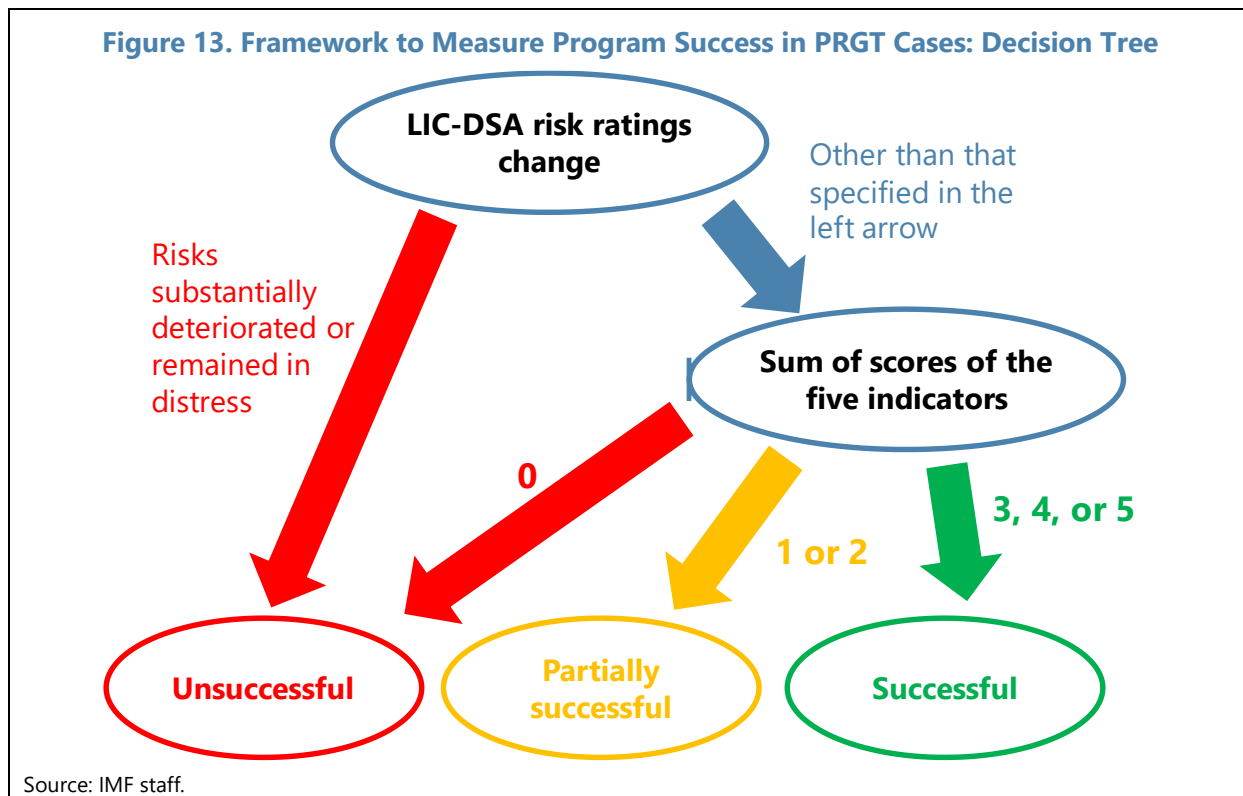 Figure 13. Framework to Measure Program Success in PRGT Cases: Decision Tree
LIC-DSA risk ratings
change
Other than that
specified in the
left arrow
Risks
substantially
deteriorated or
remained in
distress
Sum of scores of the
five indicators
0
1 or 2
3, 4, or 5
Unsuccessful
Partially
successful
Successful
Source: IMF staff.